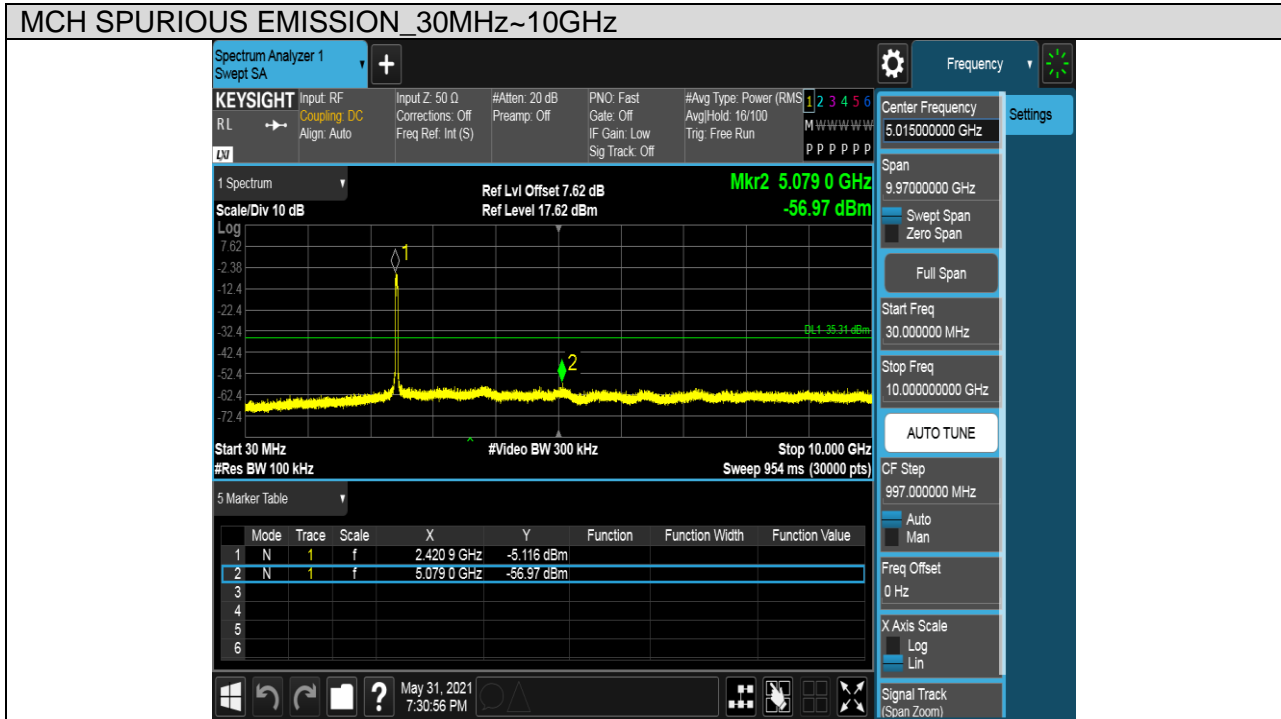 MCH SPURIOUS EMISSION_30MHz~10GHz
Spectrum Analyzer 1
Swept SA
+
Frequency
KEYSIGHT
RL
LXI
Input: RF
Coupling: DC
Align: Auto
Input Z: 50 Ω
Corrections: Off
Freq Ref: Int (S)
#Atten: 20 dB
Preamp: Off
PNO: Fast
Gate: Off
IF Gain: Low
Sig Track: Off
#Avg Type: Power (RMS
Avg|Hold: 16/100
Trig: Free Run
1 2 3 4 5 6
M W W W W W
P P P P P P
1 Spectrum
Scale/Div 10 dB
Ref Lvl Offset 7.62 dB
Ref Level 17.62 dBm
Mkr2 5.079 0 GHz
-56.97 dBm
Log
7.62
-2.38
-12.4
-22.4
-32.4
-42.4
-52.4
-62.4
-72.4
1
DL1 -35.31 dBm
2
Start 30 MHz
#Video BW 300 kHz
Stop 10.000 GHz
#Res BW 100 kHz
Sweep 954 ms (30000 pts)
5 Marker Table
Mode Trace Scale X Y Function Function Width Function Value
1 N 1 f 2.420 9 GHz -5.116 dBm
2 N 1 f 5.079 0 GHz -56.97 dBm
3
4
5
6
?
May 31, 2021
7:30:56 PM
Center Frequency
5.015000000 GHz
Settings
Span
9.97000000 GHz
Swept Span
Zero Span
Full Span
Start Freq
30.000000 MHz
Stop Freq
10.000000000 GHz
AUTO TUNE
CF Step
997.000000 MHz
Auto
Man
Freq Offset
0 Hz
X Axis Scale
Log
Lin
Signal Track
(Span Zoom)